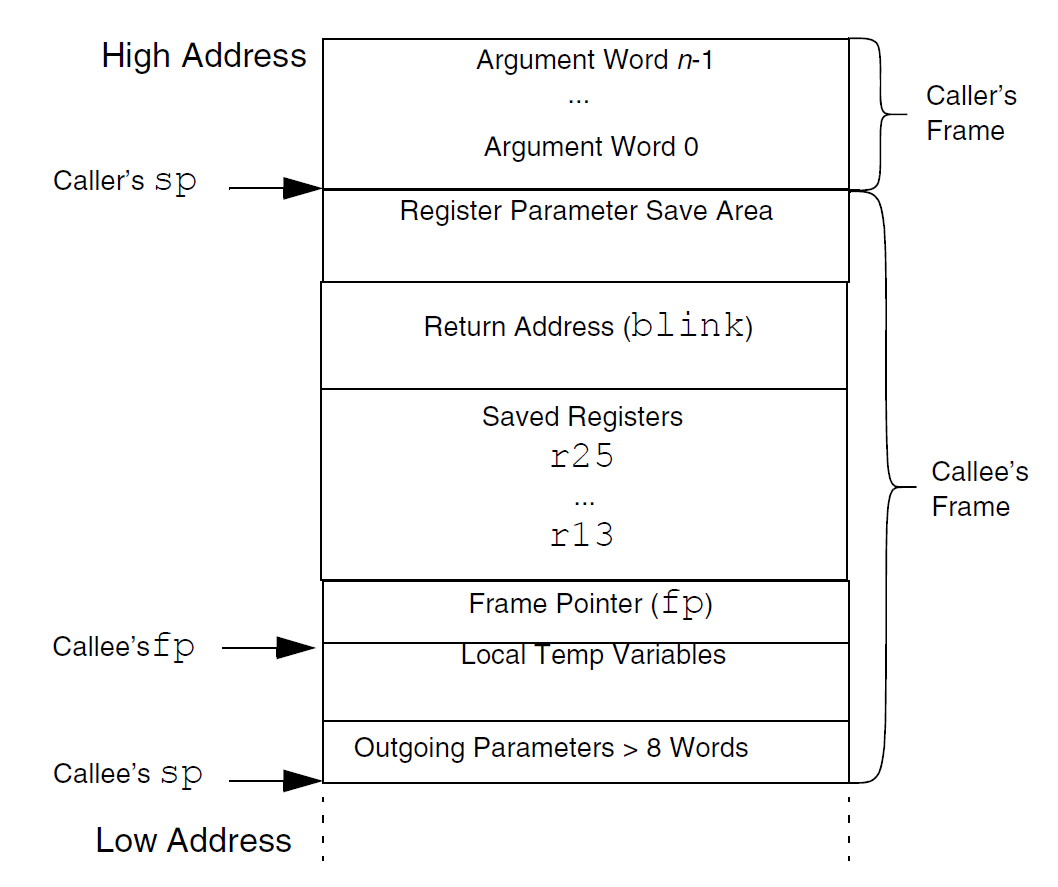 High Address
Argument Word n-1
...
Argument Word 0
Caller’s
Frame
Caller’s sp
Register Parameter Save Area
Return Address (blink)
Saved Registers
r25
...
r13
Callee’s
Frame
Frame Pointer (fp)
Callee’sfp
Local Temp Variables
Outgoing Parameters > 8 Words
Callee’s sp
Low Address